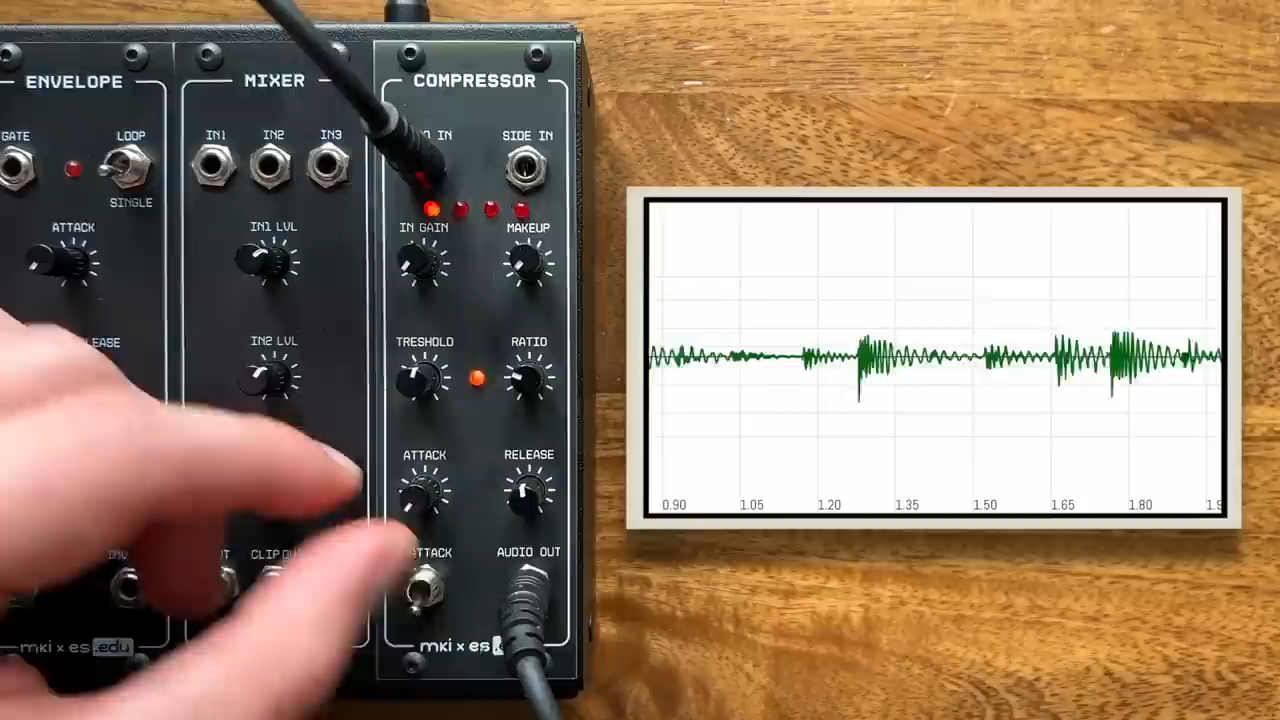 ENVELOPE
GATE
LOOP
SINGLE
ATTACK
mki x es .edu
MIXER
IN1 IN2 IN3
IN1 LVL
IN2 LVL
COMPRESSOR
IN
SIDE IN
IN GAIN
MAKEUP
TRESHOLD
RATIO
ATTACK
RELEASE
ATTACK
AUDIO OUT
mki x es
0.90 1.05 1.20 1.35 1.50 1.65 1.80